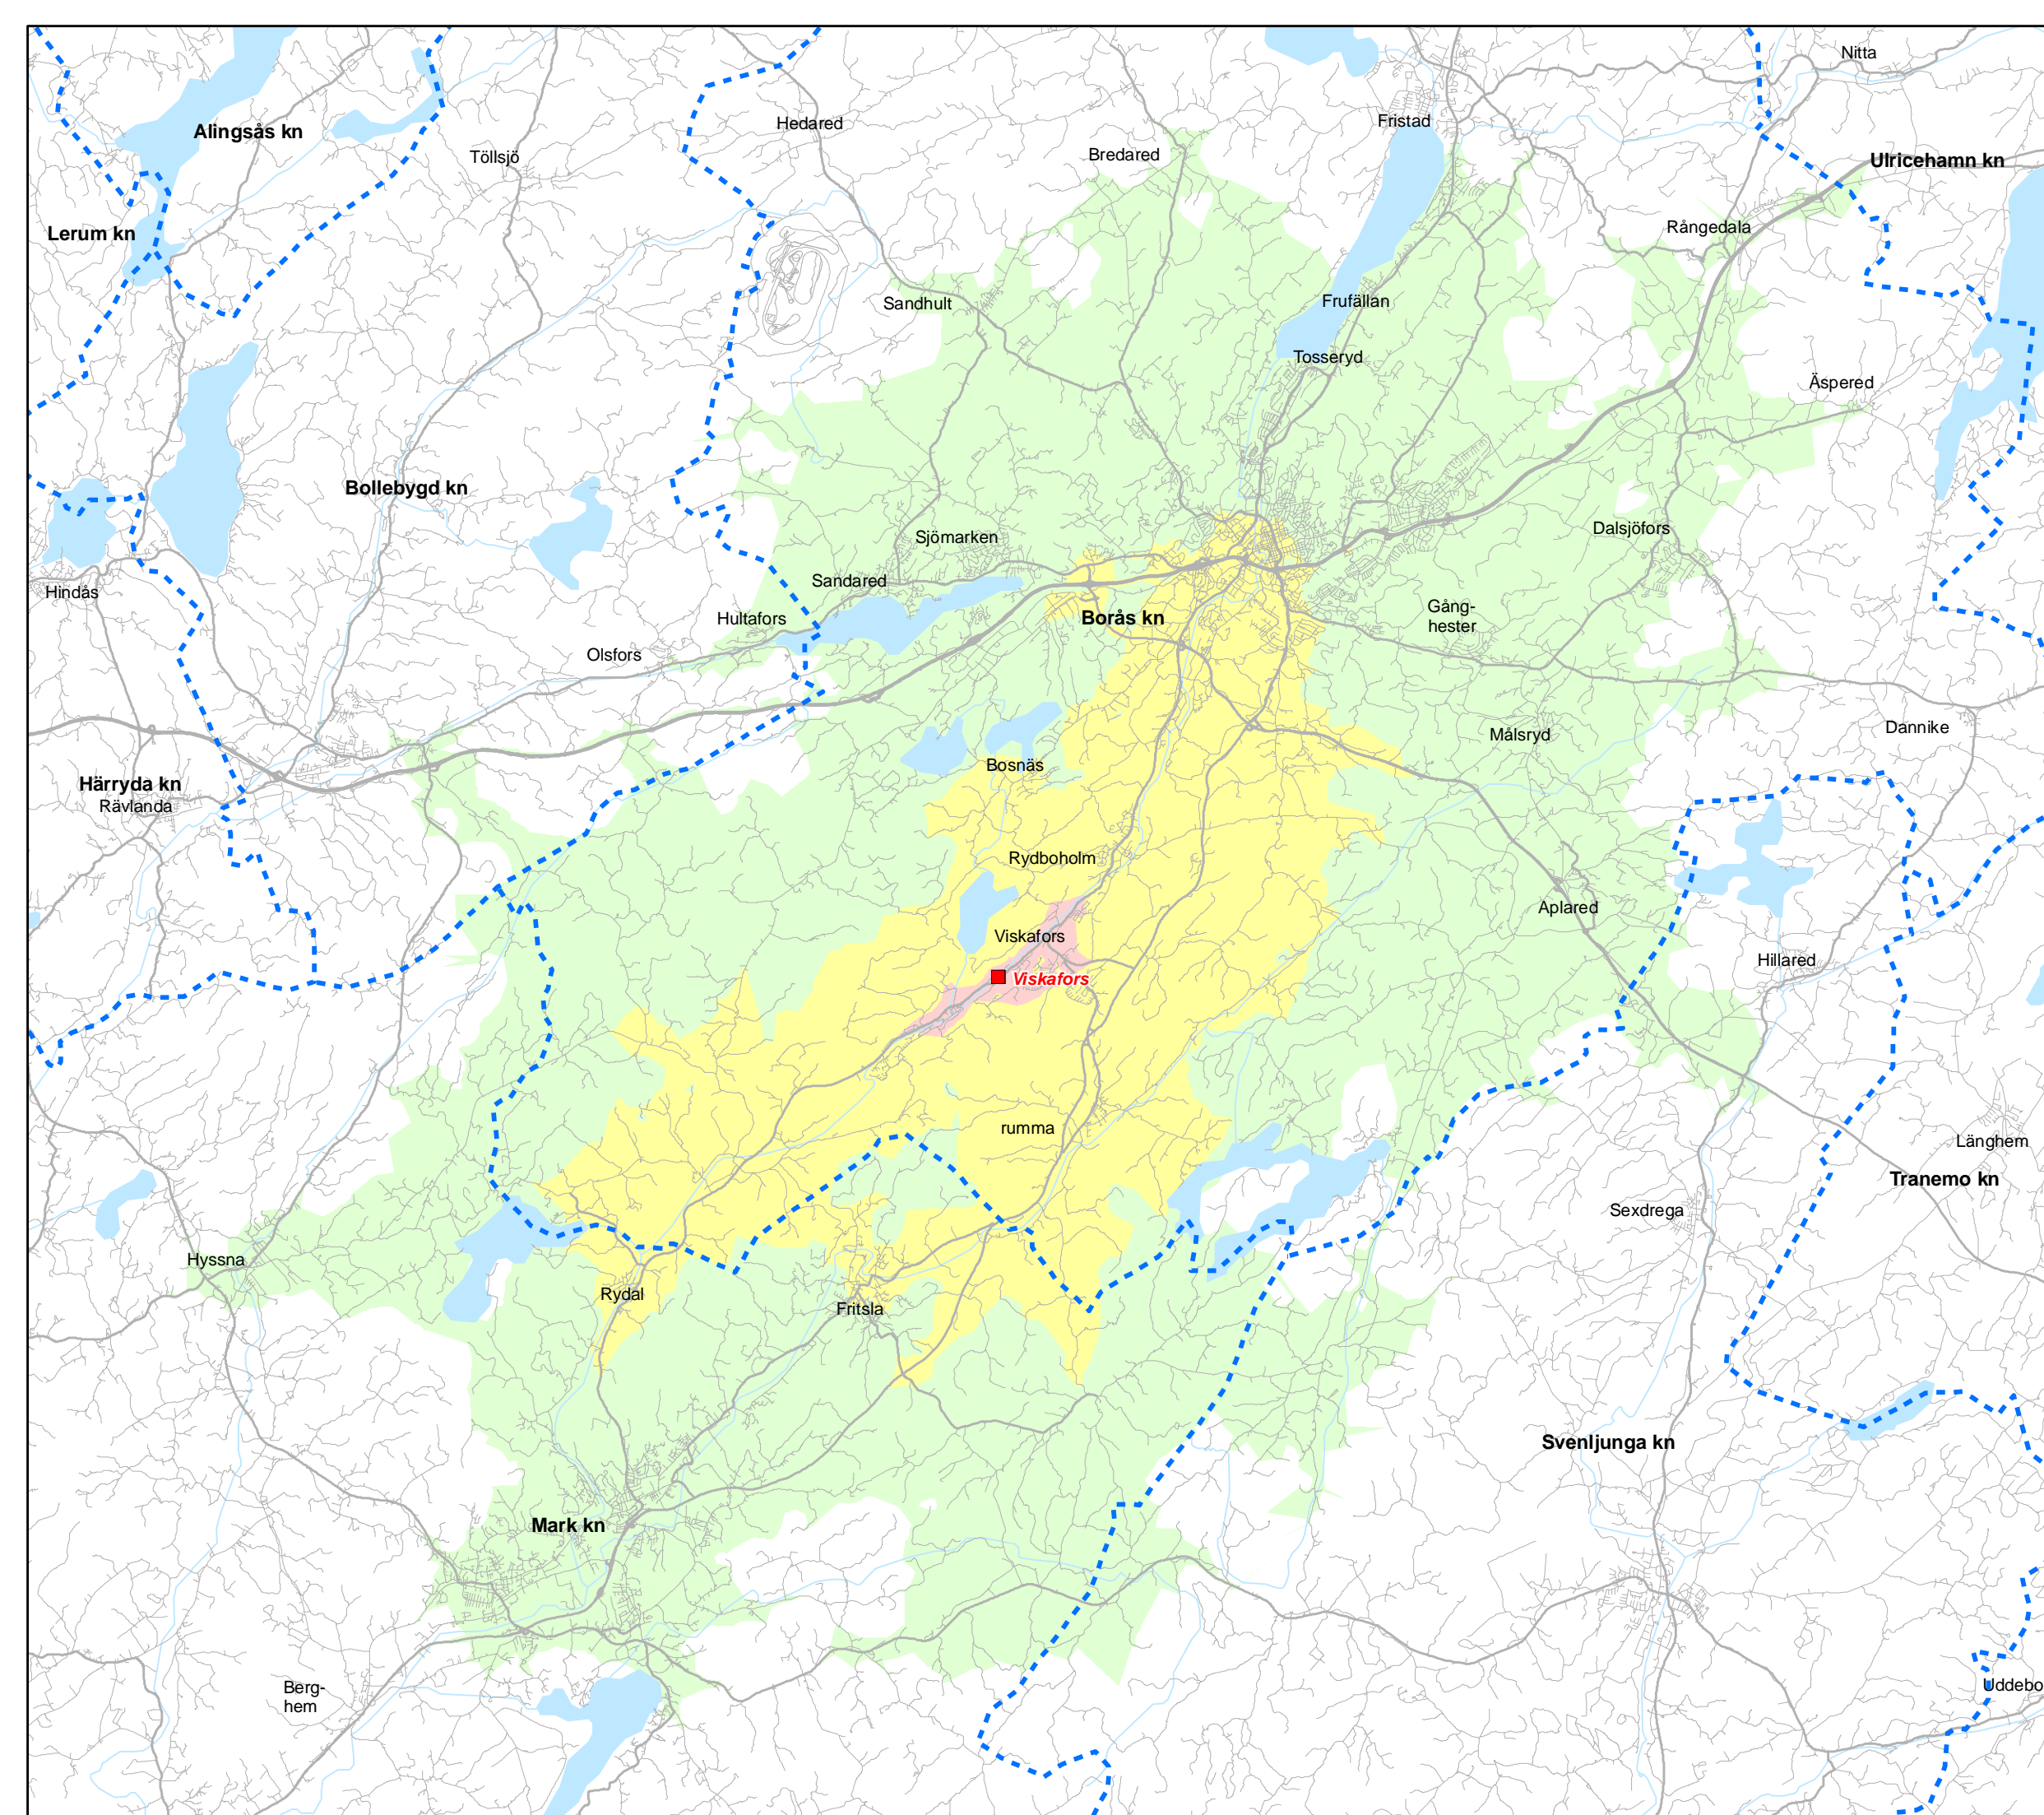 Nitta
Fristad
Hedared
Alingsås kn
Bredared
Töllsjö
Ulricehamn kn
Rångedala
Lerum kn
Frufällan
Sandhult
Tosseryd
Äspered
Bollebygd kn
Dalsjöfors
Sjömarken
Sandared
Hindås
Gång-
hester
Borås kn
Hultafors
Olsfors
Dannike
Målsryd
Bosnäs
Härryda kn
Rävlanda
Rydboholm
Aplared
Viskafors
Hillared
Viskafors
rumma
Länghem
Tranemo kn
Sexdrega
Hyssna
Rydal
Fritsla
Svenljunga kn
Mark kn
Uddebo
Berg-
hem